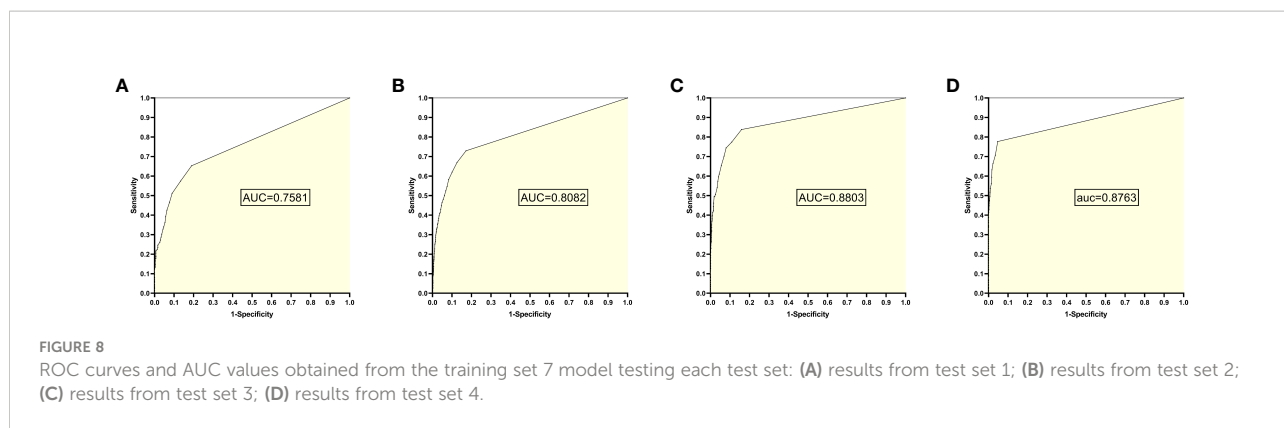 A
B
C
D
1.0
0.9
0.8
0.7
0.6
0.5
0.4
0.3
0.2
0.1
0.0
Sensitivity
AUC=0.7581
0.0 0.1 0.2 0.3 0.4 0.5 0.6 0.7 0.8 0.9 1.0
1-Specificity
1.0
0.9
0.8
0.7
0.6
0.5
0.4
0.3
0.2
0.1
0.0
Sensitivity
AUC=0.8082
0.0 0.1 0.2 0.3 0.4 0.5 0.6 0.7 0.8 0.9 1.0
1-Specificity
1.0
0.9
0.8
0.7
0.6
0.5
0.4
0.3
0.2
0.1
0.0
Sensitivity
AUC=0.8803
0.0 0.1 0.2 0.3 0.4 0.5 0.6 0.7 0.8 0.9 1.0
1-Specificity
1.0
0.9
0.8
0.7
0.6
0.5
0.4
0.3
0.2
0.1
0.0
Sensitivity
auc=0.8763
0.0 0.1 0.2 0.3 0.4 0.5 0.6 0.7 0.8 0.9 1.0
1-Specificity
FIGURE 8
ROC curves and AUC values obtained from the training set 7 model testing each test set: (A) results from test set 1; (B) results from test set 2;
(C) results from test set 3; (D) results from test set 4.